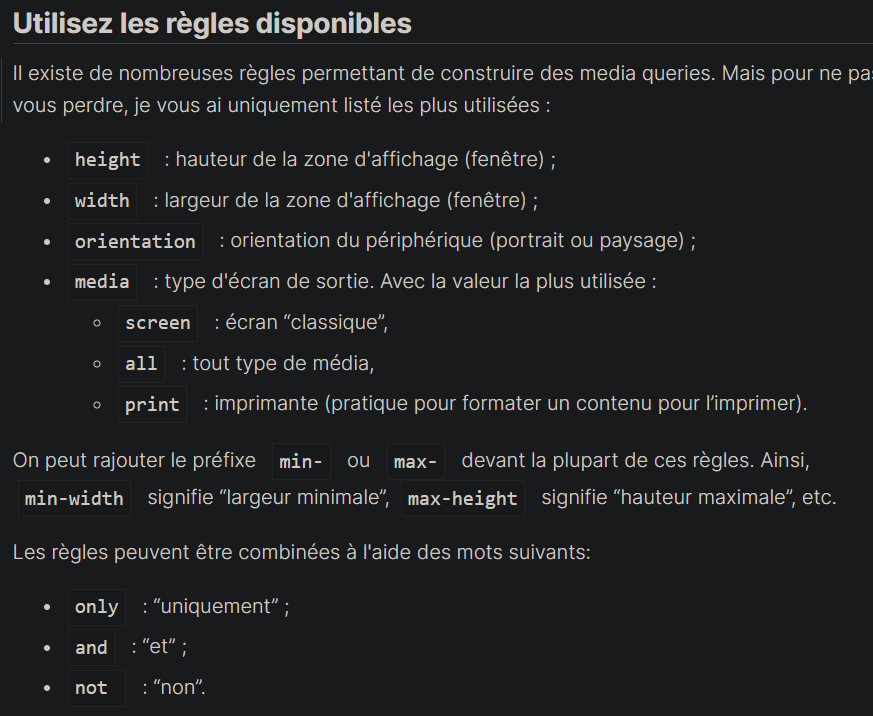 Utilisez les règles disponibles
Il existe de nombreuses règles permettant de construire des media queries. Mais pour ne pas
vous perdre, je vous ai uniquement listé les plus utilisées :
• height : hauteur de la zone d'affichage (fenêtre) ;
• width : largeur de la zone d'affichage (fenêtre) ;
• orientation : orientation du périphérique (portrait ou paysage) ;
• media : type d'écran de sortie. Avec la valeur la plus utilisée :
◦ screen : écran “classique”,
◦ all : tout type de média,
◦ print : imprimante (pratique pour formater un contenu pour l’imprimer).
On peut rajouter le préfixe min- ou max- devant la plupart de ces règles. Ainsi,
min-width signifie “largeur minimale”, max-height signifie “hauteur maximale”, etc.
Les règles peuvent être combinées à l'aide des mots suivants:
• only : “uniquement” ;
• and : “et” ;
• not : “non”.